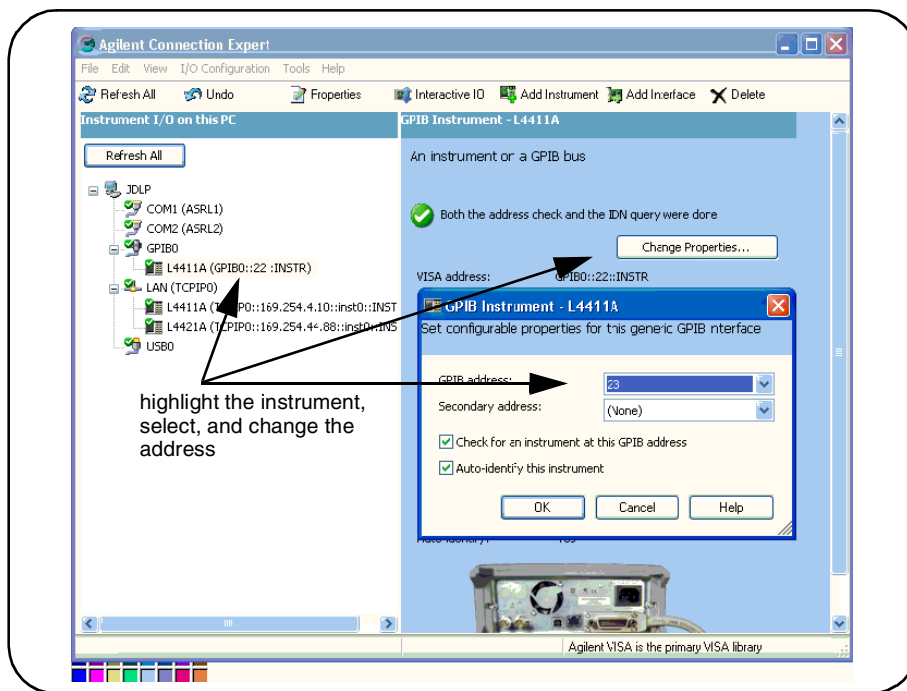 Agilent Connection Expert
File Edit View I/O Configuration Tools Help
Refresh All Undo Properties Interactive IO Add Instrument Add Interface Delete
Instrument I/O on this PC
Refresh All
JDLP
COM1 (ASRL1)
COM2 (ASRL2)
GPIB0
L4411A (GPIB0::22::INSTR)
LAN (TCPIP0)
L4411A (TCPIP0::169.254.4.10::inst0::INST
L4421A (TCPIP0::169.254.44.88::inst0::INS
USB0
highlight the instrument,
select, and change the
address
GPIB Instrument - L4411A
An instrument on a GPIB bus
Both the address check and the IDN query were done
Change Properties...
VISA address: GPIB0::22::INSTR
GPIB Instrument - L4411A
Set configurable properties for this generic GPIB interface
GPIB address: 23
Secondary address: (None)
Check for an instrument at this GPIB address
Auto-identify this instrument
OK Cancel Help
Agilent VISA is the primary VISA library